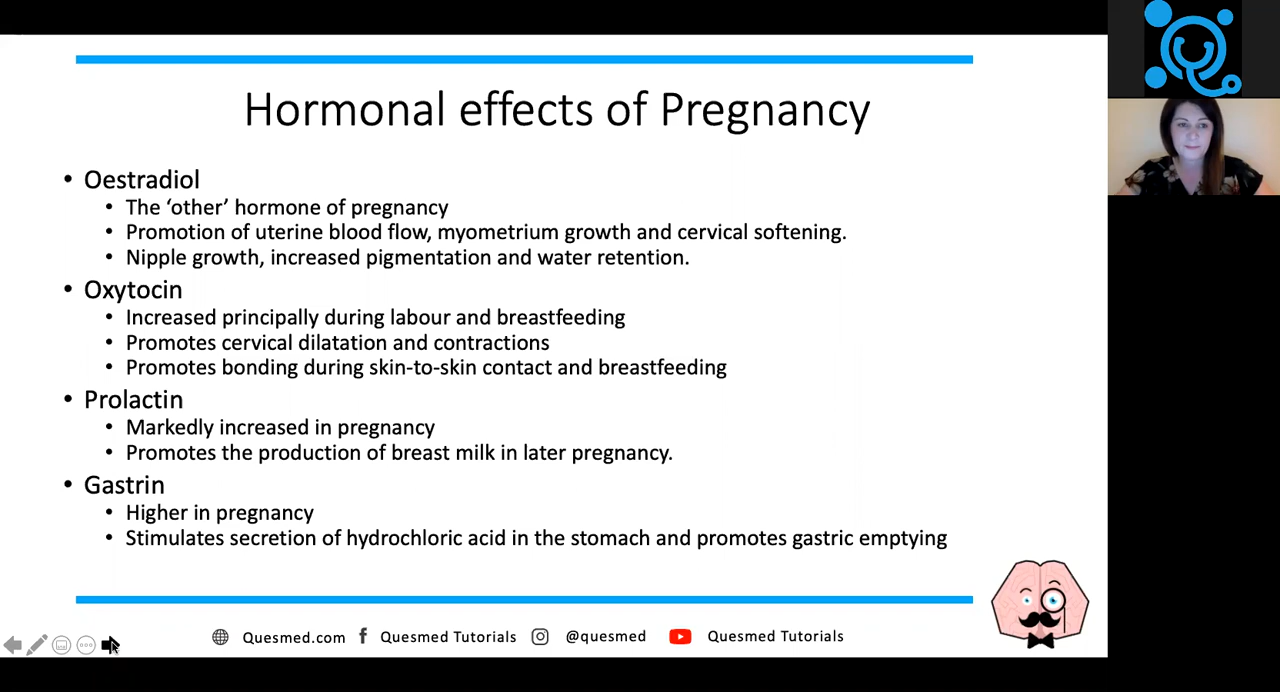 Hormonal effects of Pregnancy
• Oestradiol
• The ‘other’ hormone of pregnancy
• Promotion of uterine blood flow, myometrium growth and cervical softening.
• Nipple growth, increased pigmentation and water retention.
• Oxytocin
• Increased principally during labour and breastfeeding
• Promotes cervical dilatation and contractions
• Promotes bonding during skin-to-skin contact and breastfeeding
• Prolactin
• Markedly increased in pregnancy
• Promotes the production of breast milk in later pregnancy.
• Gastrin
• Higher in pregnancy
• Stimulates secretion of hydrochloric acid in the stomach and promotes gastric emptying
Quesmed.com f Quesmed Tutorials @quesmed Quesmed Tutorials